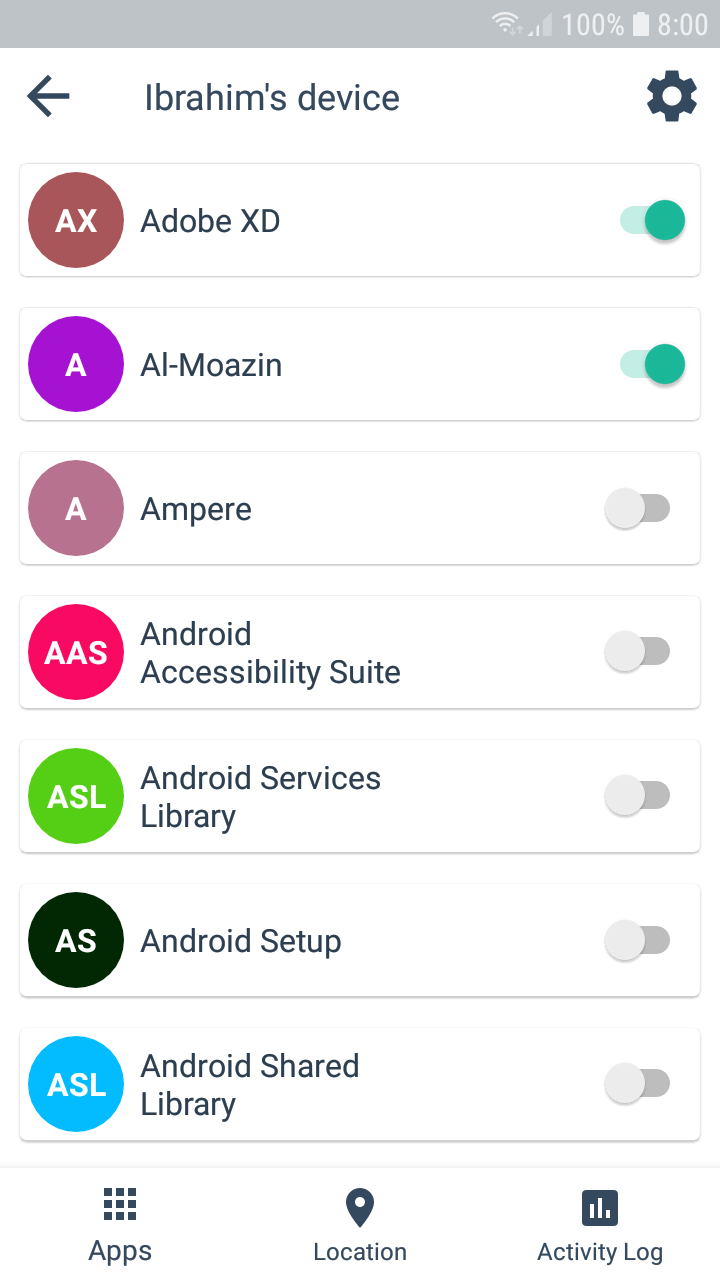 100% 8:00
Ibrahim's device
AX Adobe XD
A Al-Moazin
A Ampere
AAS Android
Accessibility Suite
ASL Android Services
Library
AS Android Setup
ASL Android Shared
Library
Apps Location Activity Log